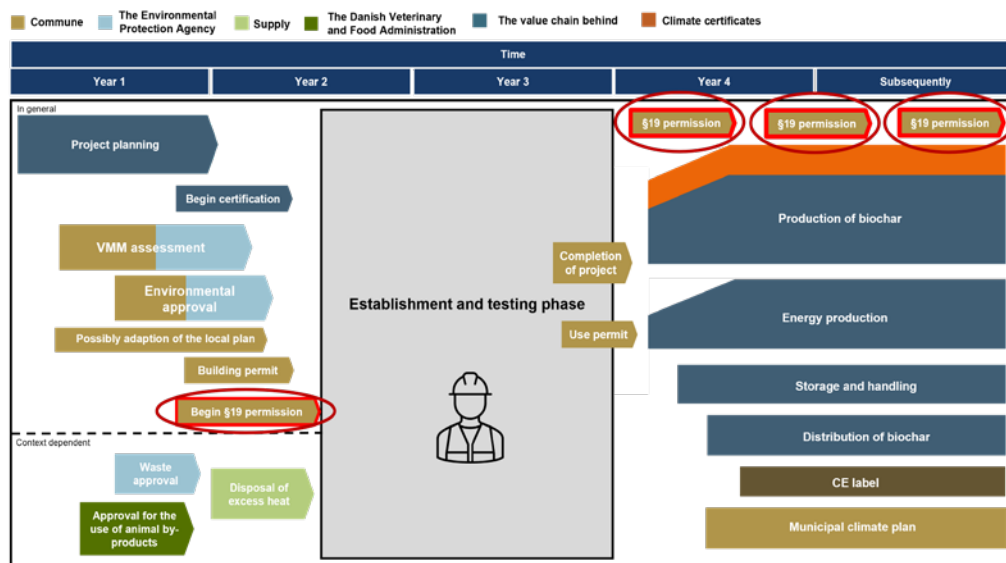 Commune
The Environmental
Protection Agency
Supply
The Danish Veterinary
and Food Administration
The value chain behind
Climate certificates
Time
Year 1
Year 2
Year 3
Year 4
Subsequently
In general
§19 permission
§19 permission
§19 permission
Project planning
Begin certification
Production of biochar
VMM assessment
Completion
of project
Environmental
approval
Establishment and testing phase
Possibly adaption of the local plan
Use permit
Energy production
Building permit
Storage and handling
Begin §19 permission
Distribution of biochar
Context dependent
Waste
approval
Disposal of
excess heat
CE label
Approval for the
use of animal by-
products
Municipal climate plan